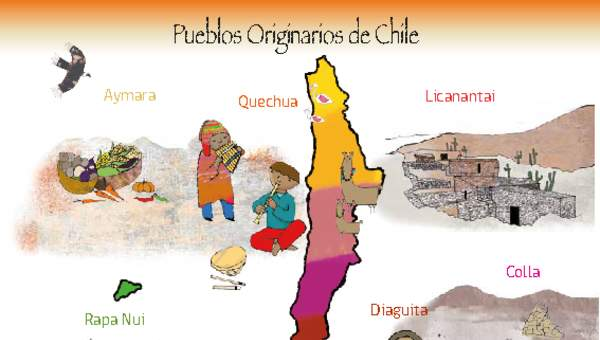 Pueblos Originarios de Chile
Aymara
Quechua
Licanantai
Colla
Diaguita
Rapa Nui